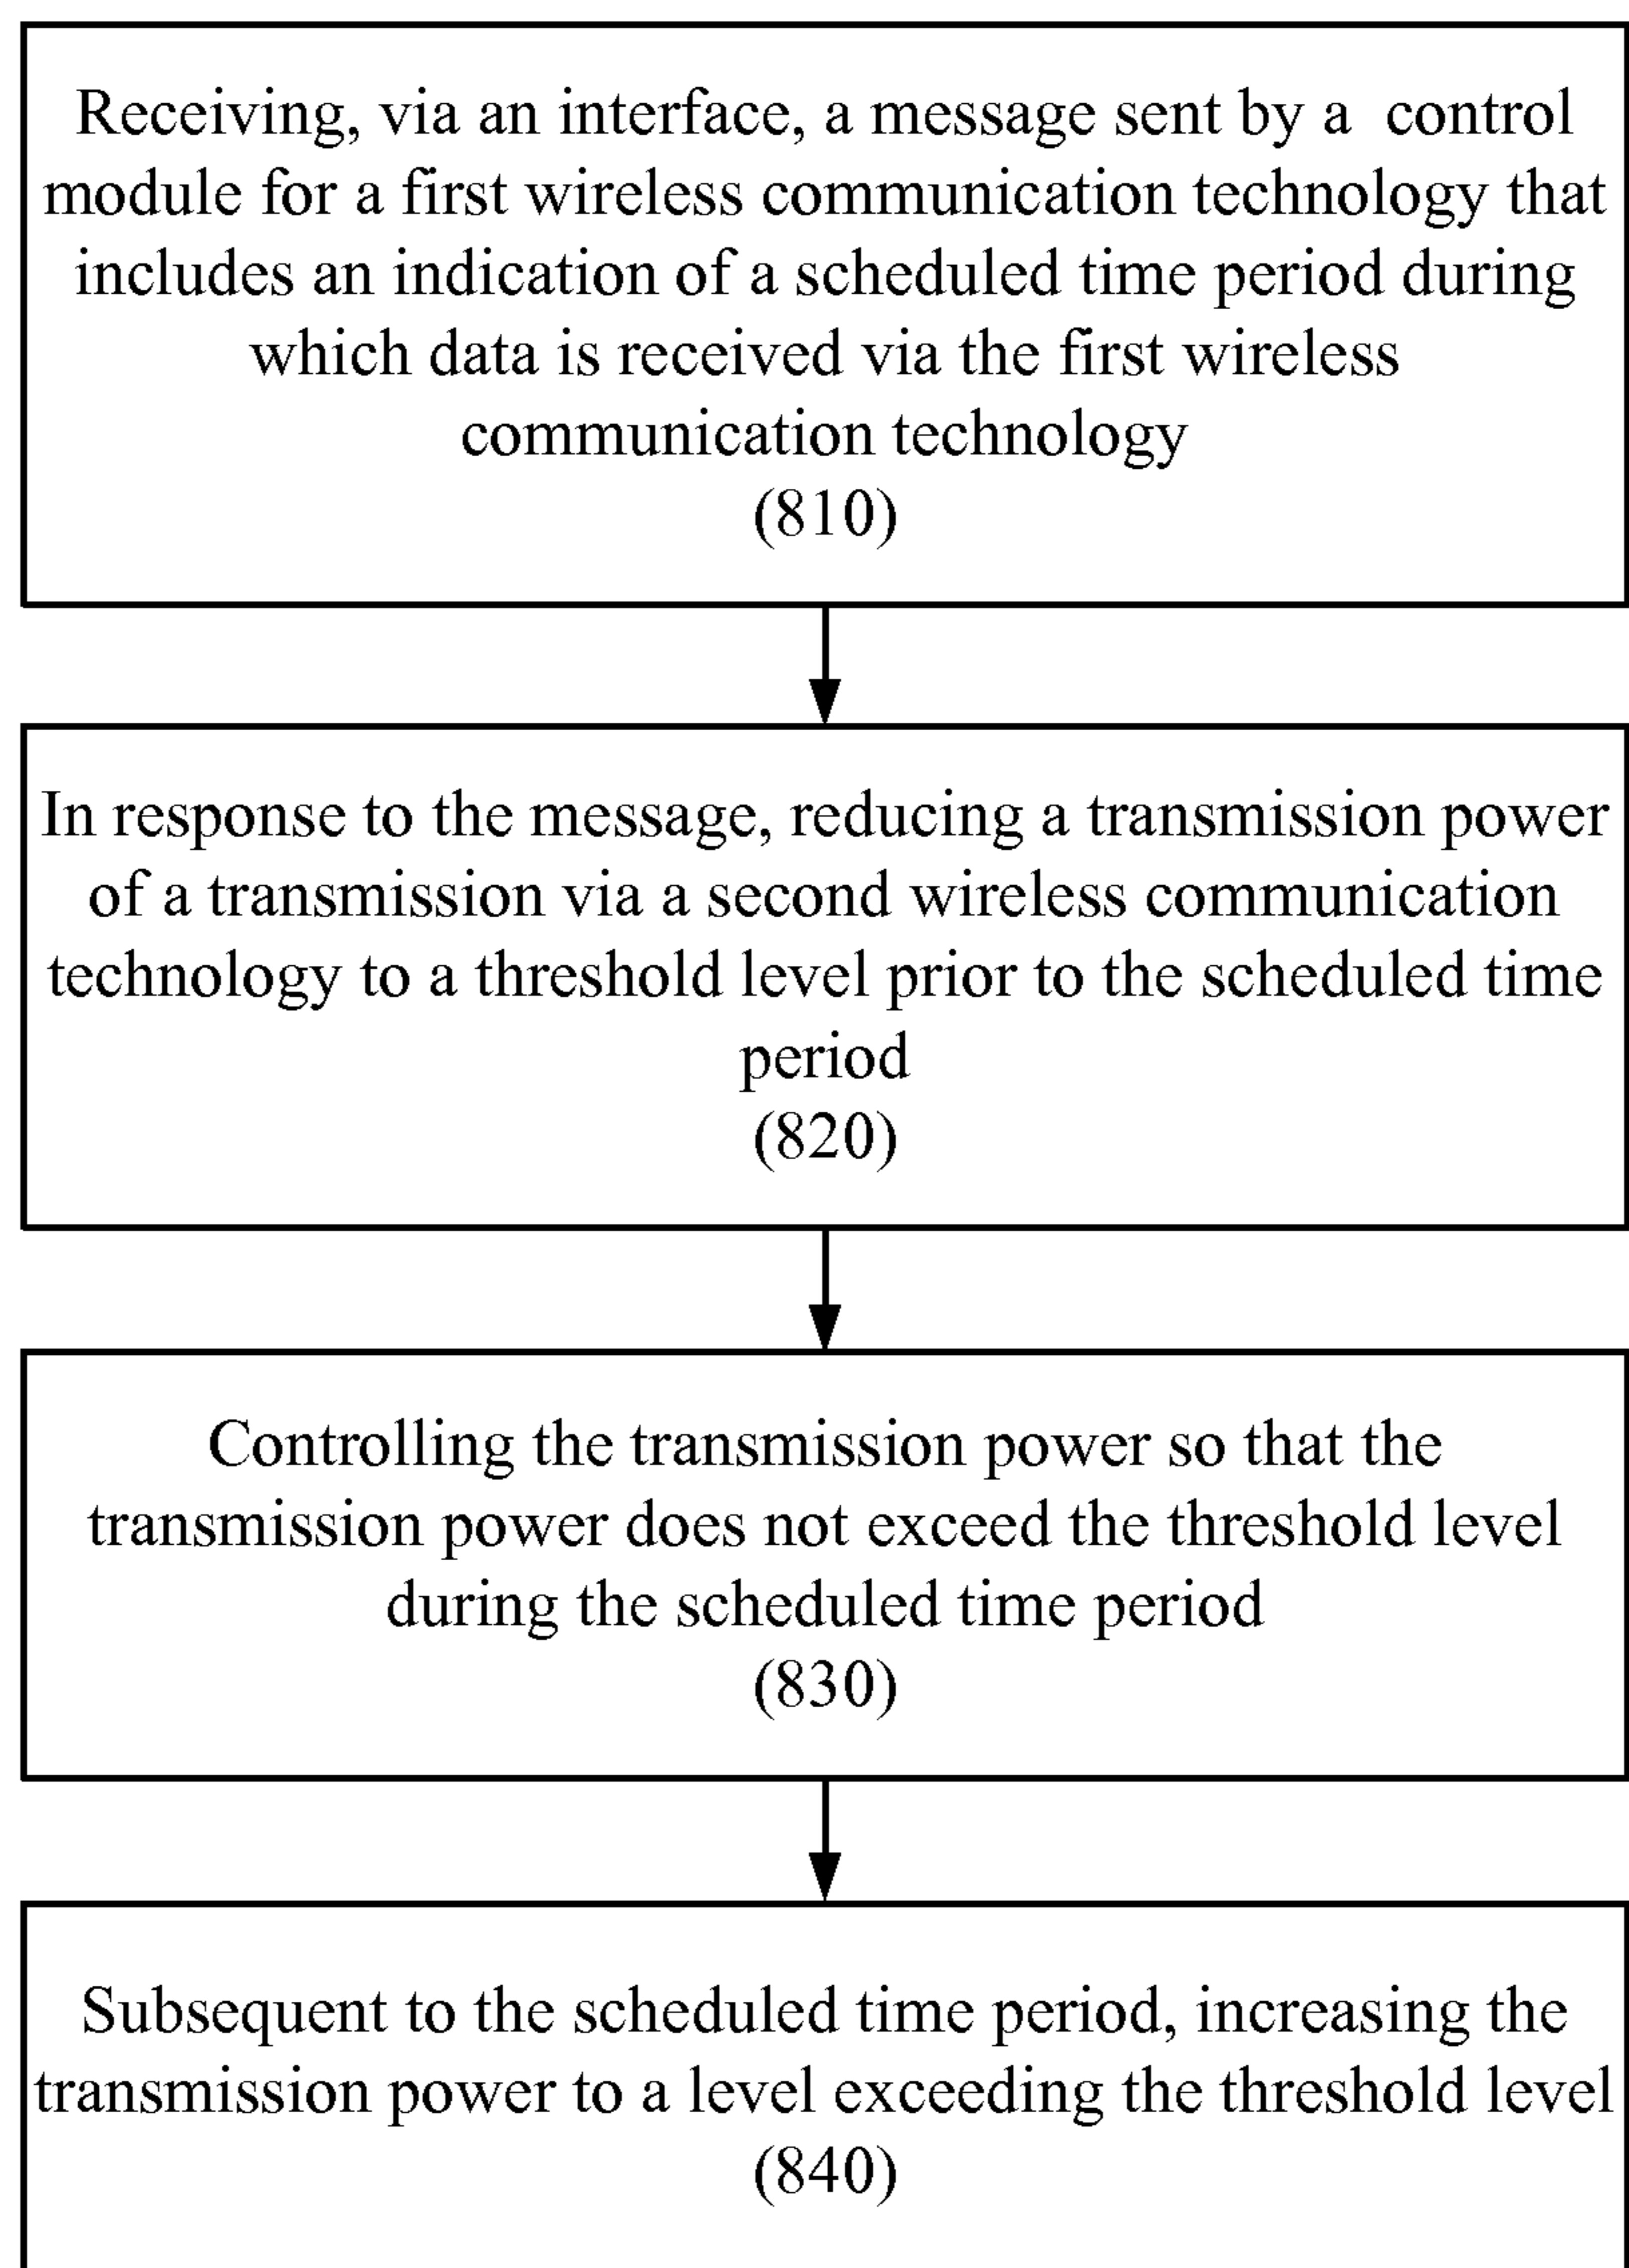 Receiving, via an interface, a message sent by a control
module for a first wireless communication technology that
includes an indication of a scheduled time period during
which data is received via the first wireless
communication technology
(810)
In response to the message, reducing a transmission power
of a transmission via a second wireless communication
technology to a threshold level prior to the scheduled time
period
(820)
Controlling the transmission power so that the
transmission power does not exceed the threshold level
during the scheduled time period
(830)
Subsequent to the scheduled time period, increasing the
transmission power to a level exceeding the threshold level
(840)